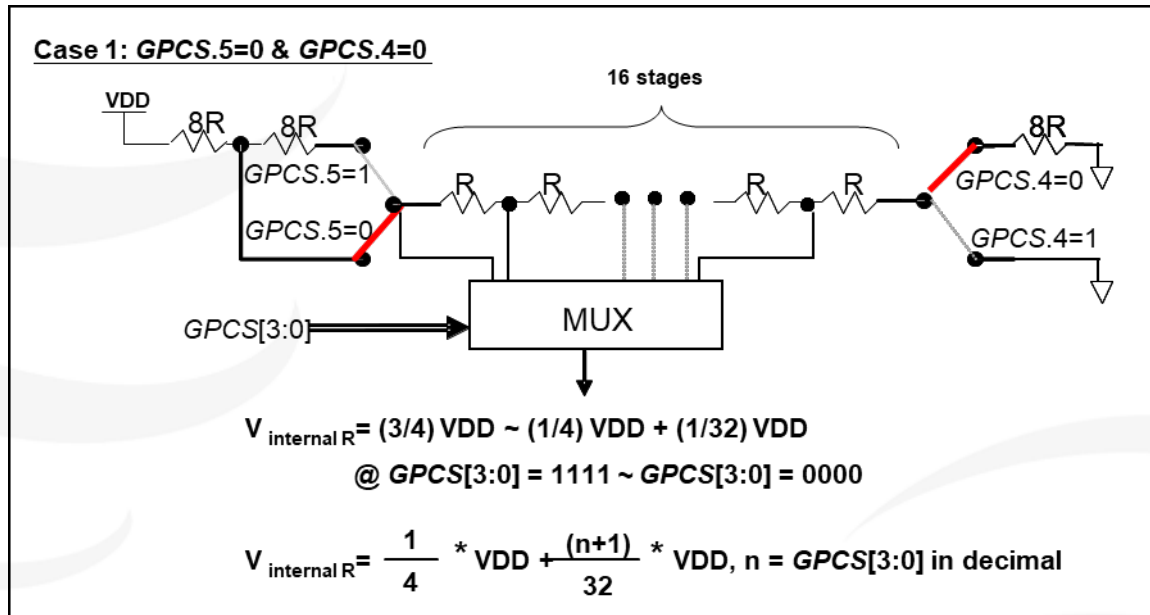 Case 1: GPCS.5=0 & GPCS.4=0
16 stages
VDD
8R
8R
8R
GPCS.5=1
R
R
R
R
GPCS.4=0
GPCS.5=0
GPCS.4=1
GPCS[3:0]
MUX
V internal R= (3/4) VDD ~ (1/4) VDD + (1/32) VDD
@ GPCS[3:0] = 1111 ~ GPCS[3:0] = 0000
V internal R= 1/4 * VDD + (n+1)/32 * VDD, n = GPCS[3:0] in decimal